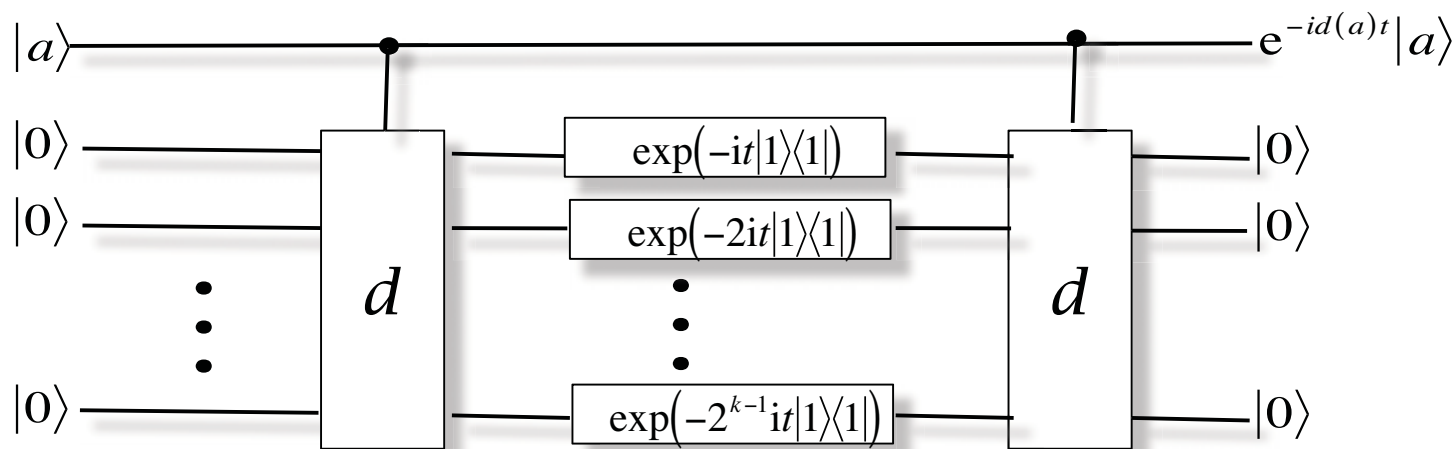 |a⟩ e^{-id(a)t}|a⟩
|0⟩ exp(−it|1⟩⟨1|) |0⟩
|0⟩ exp(−2it|1⟩⟨1|) |0⟩
d d
|0⟩ exp(−2^{k−1}it|1⟩⟨1|) |0⟩